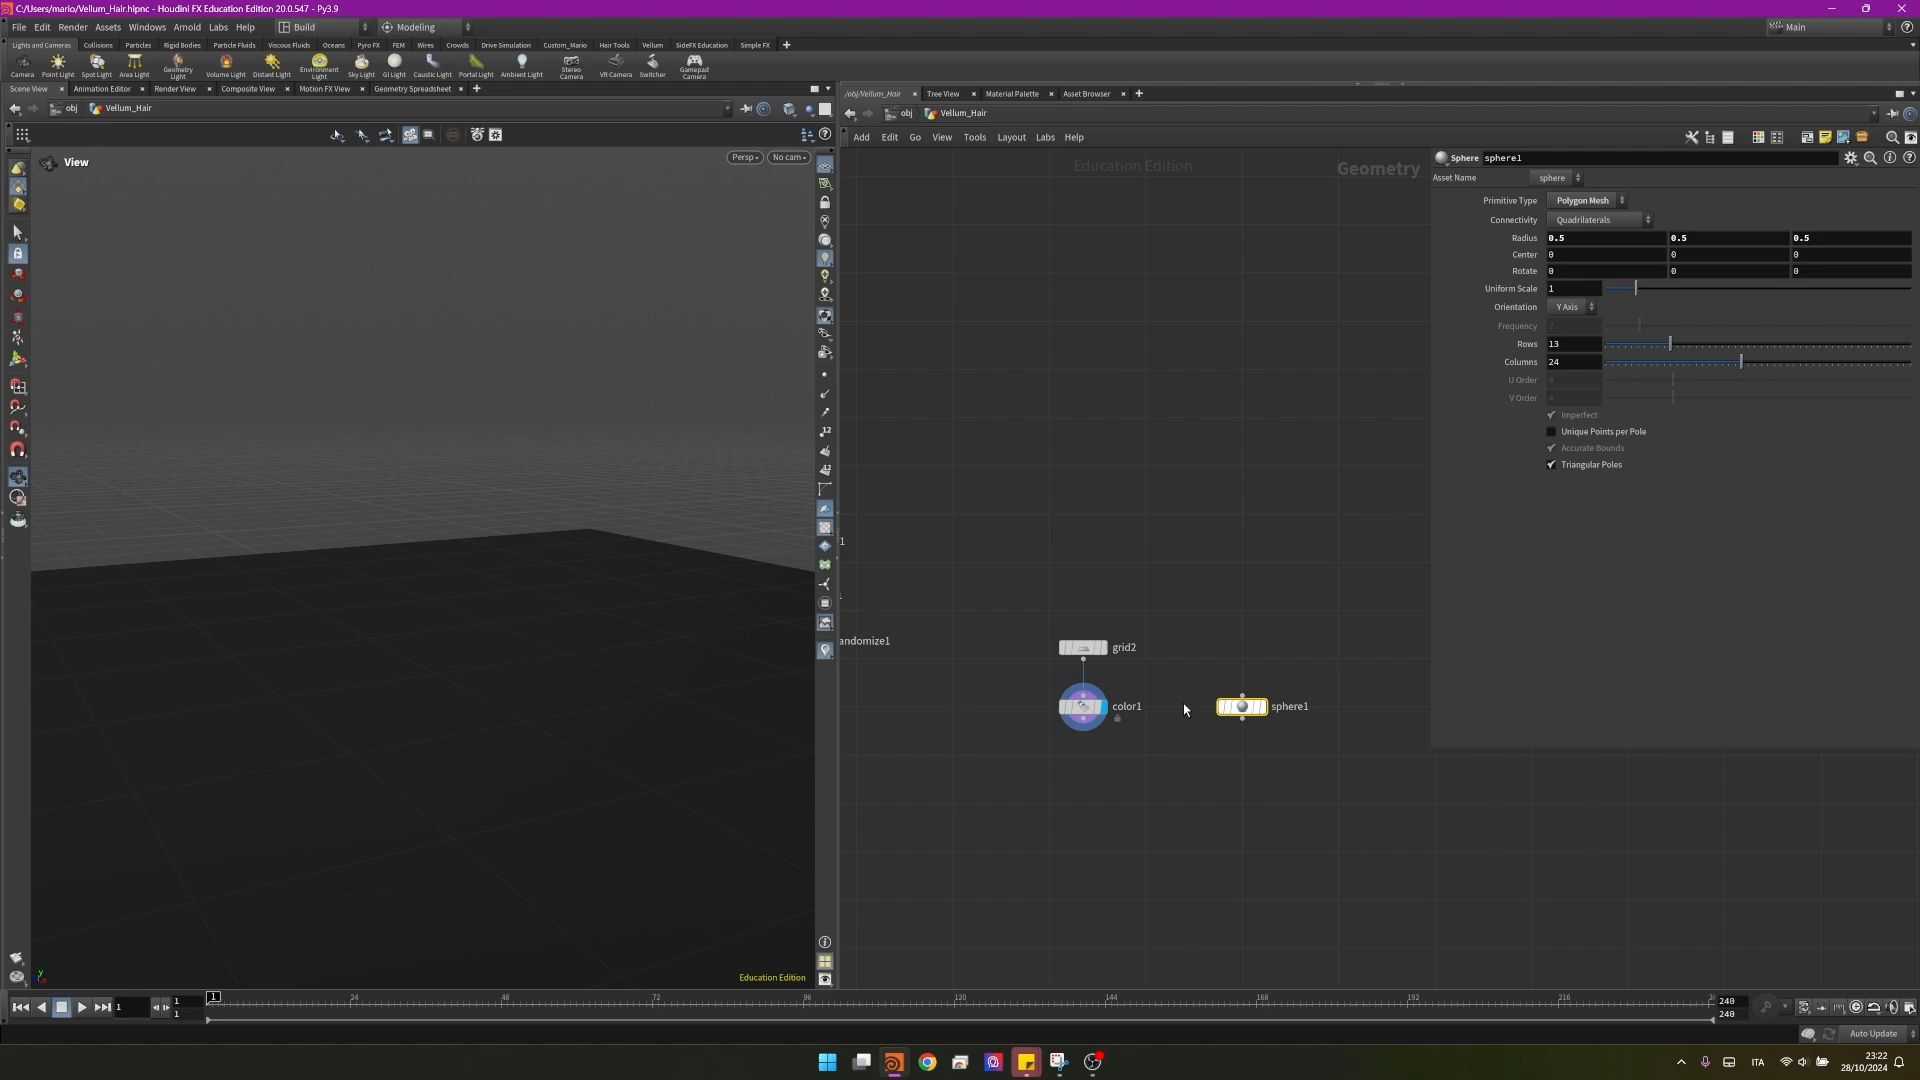 C:/Users/mario/Vellum_Hair.hipnc - Houdini FX Education Edition 20.0.547 - Py3.9
File Edit Render Assets Windows Arnold Labs Help Build Modeling Main
Lights and Cameras Collisions Particles Rigid Bodies Particle Fluids Viscous Fluids Oceans Pyro FX FEM Wires Crowds Drive Simulation Custom_Mario Hair Tools Vellum SideFX Education Simple FX
Camera Point Light Spot Light Area Light Geometry Light Volume Light Distant Light Environment Light Sky Light GI Light Caustic Light Portal Light Ambient Light Stereo Camera VR Camera Switcher Gamepad Camera
Scene View Animation Editor Render View Composite View Motion FX View Geometry Spreadsheet
/obj/Vellum_Hair Tree View Material Palette Asset Browser
obj Vellum_Hair
obj Vellum_Hair
Add Edit Go View Tools Layout Labs Help
View
Persp No cam
Education Edition
Geometry
Sphere sphere1
Asset Name sphere
Primitive Type Polygon Mesh
Connectivity Quadrilaterals
Radius 0.5 0.5 0.5
Center 0 0 0
Rotate 0 0 0
Uniform Scale 1
Orientation Y Axis
Frequency 2
Rows 13
Columns 24
U Order 4
V Order 4
Imperfect
Unique Points per Pole
Accurate Bounds
Triangular Poles
12
12
1
andomize1
grid2
color1
sphere1
Education Edition
y
1 1 1 1 24 48 72 96 120 144 168 192 216 240 240
Auto Update
ITA
23:22
28/10/2024